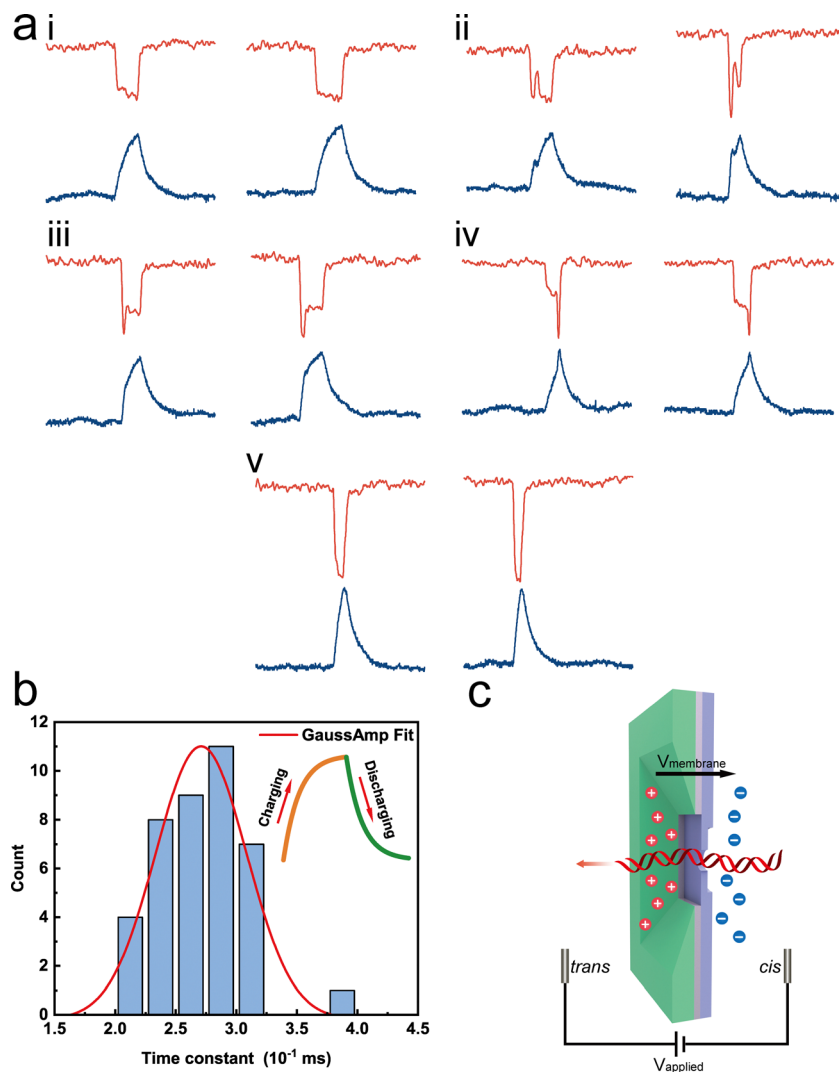 a
i
ii
iii
iv
v
b
12
10
8
6
4
2
0
Count
GaussAmp Fit
Charging
Discharging
2.0
2.5
3.0
3.5
4.0
4.5
1.5
Time constant (10⁻¹ ms)
c
Vmembrane
+
+
+
+
+
+
+
+
−
−
−
−
−
−
−
−
trans
cis
Vapplied